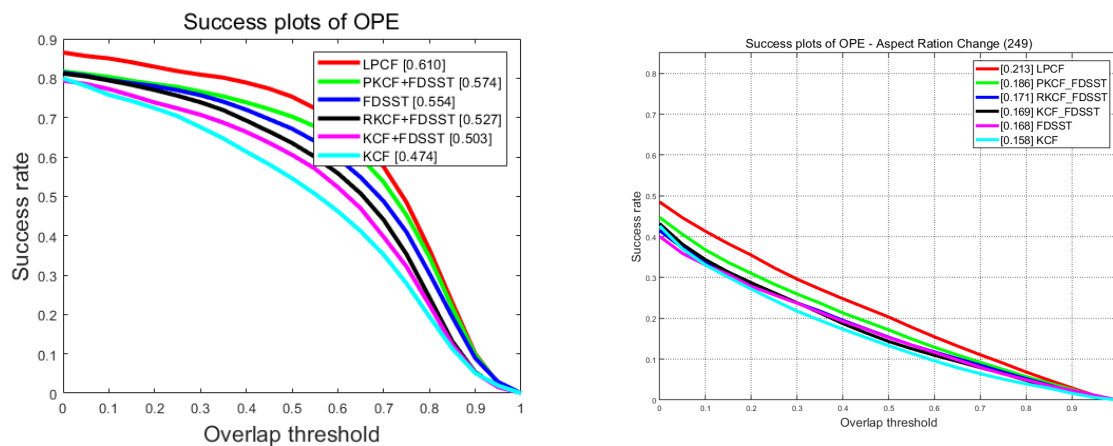 Success plots of OPE
0.9
0.8
0.7
0.6
0.5
0.4
0.3
0.2
0.1
0
Success rate
LPCF [0.610]
PKCF+FDSST [0.574]
FDSST [0.554]
RKCF+FDSST [0.527]
KCF+FDSST [0.503]
KCF [0.474]
0 0.1 0.2 0.3 0.4 0.5 0.6 0.7 0.8 0.9 1
Overlap threshold
Success plots of OPE - Aspect Ration Change (249)
0.8
0.7
0.6
0.5
0.4
0.3
0.2
0.1
0
Success rate
[0.213] LPCF
[0.186] PKCF_FDSST
[0.171] RKCF_FDSST
[0.169] KCF_FDSST
[0.168] FDSST
[0.158] KCF
0 0.1 0.2 0.3 0.4 0.5 0.6 0.7 0.8 0.9
Overlap threshold